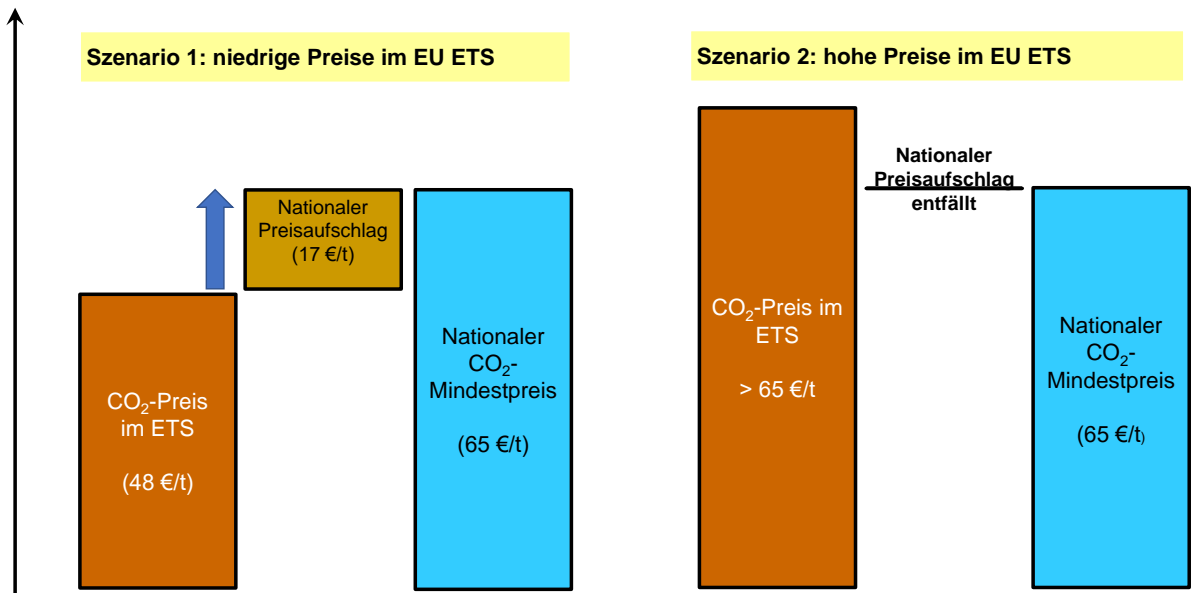 Szenario 1: niedrige Preise im EU ETS
CO₂-Preis
im ETS
(48 €/t)
Nationaler
Preisaufschlag
(17 €/t)
Nationaler
CO₂-
Mindestpreis
(65 €/t)
Szenario 2: hohe Preise im EU ETS
CO₂-Preis im
ETS
> 65 €/t
Nationaler
Preisaufschlag
entfällt
Nationaler
CO₂-
Mindestpreis
(65 €/t)